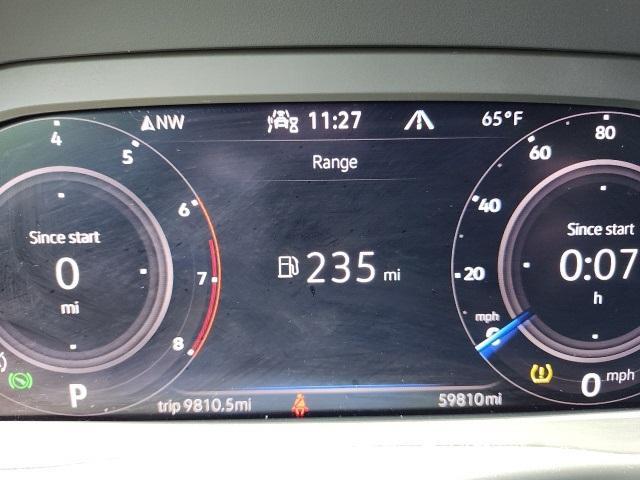 NW 11:27 65°F
Range
4
5
6
7
8
Since start
0
mi
P
235 mi
80
60
40
20
mph
0
Since start
0:07
h
0 mph
trip 9810.5mi
59810mi